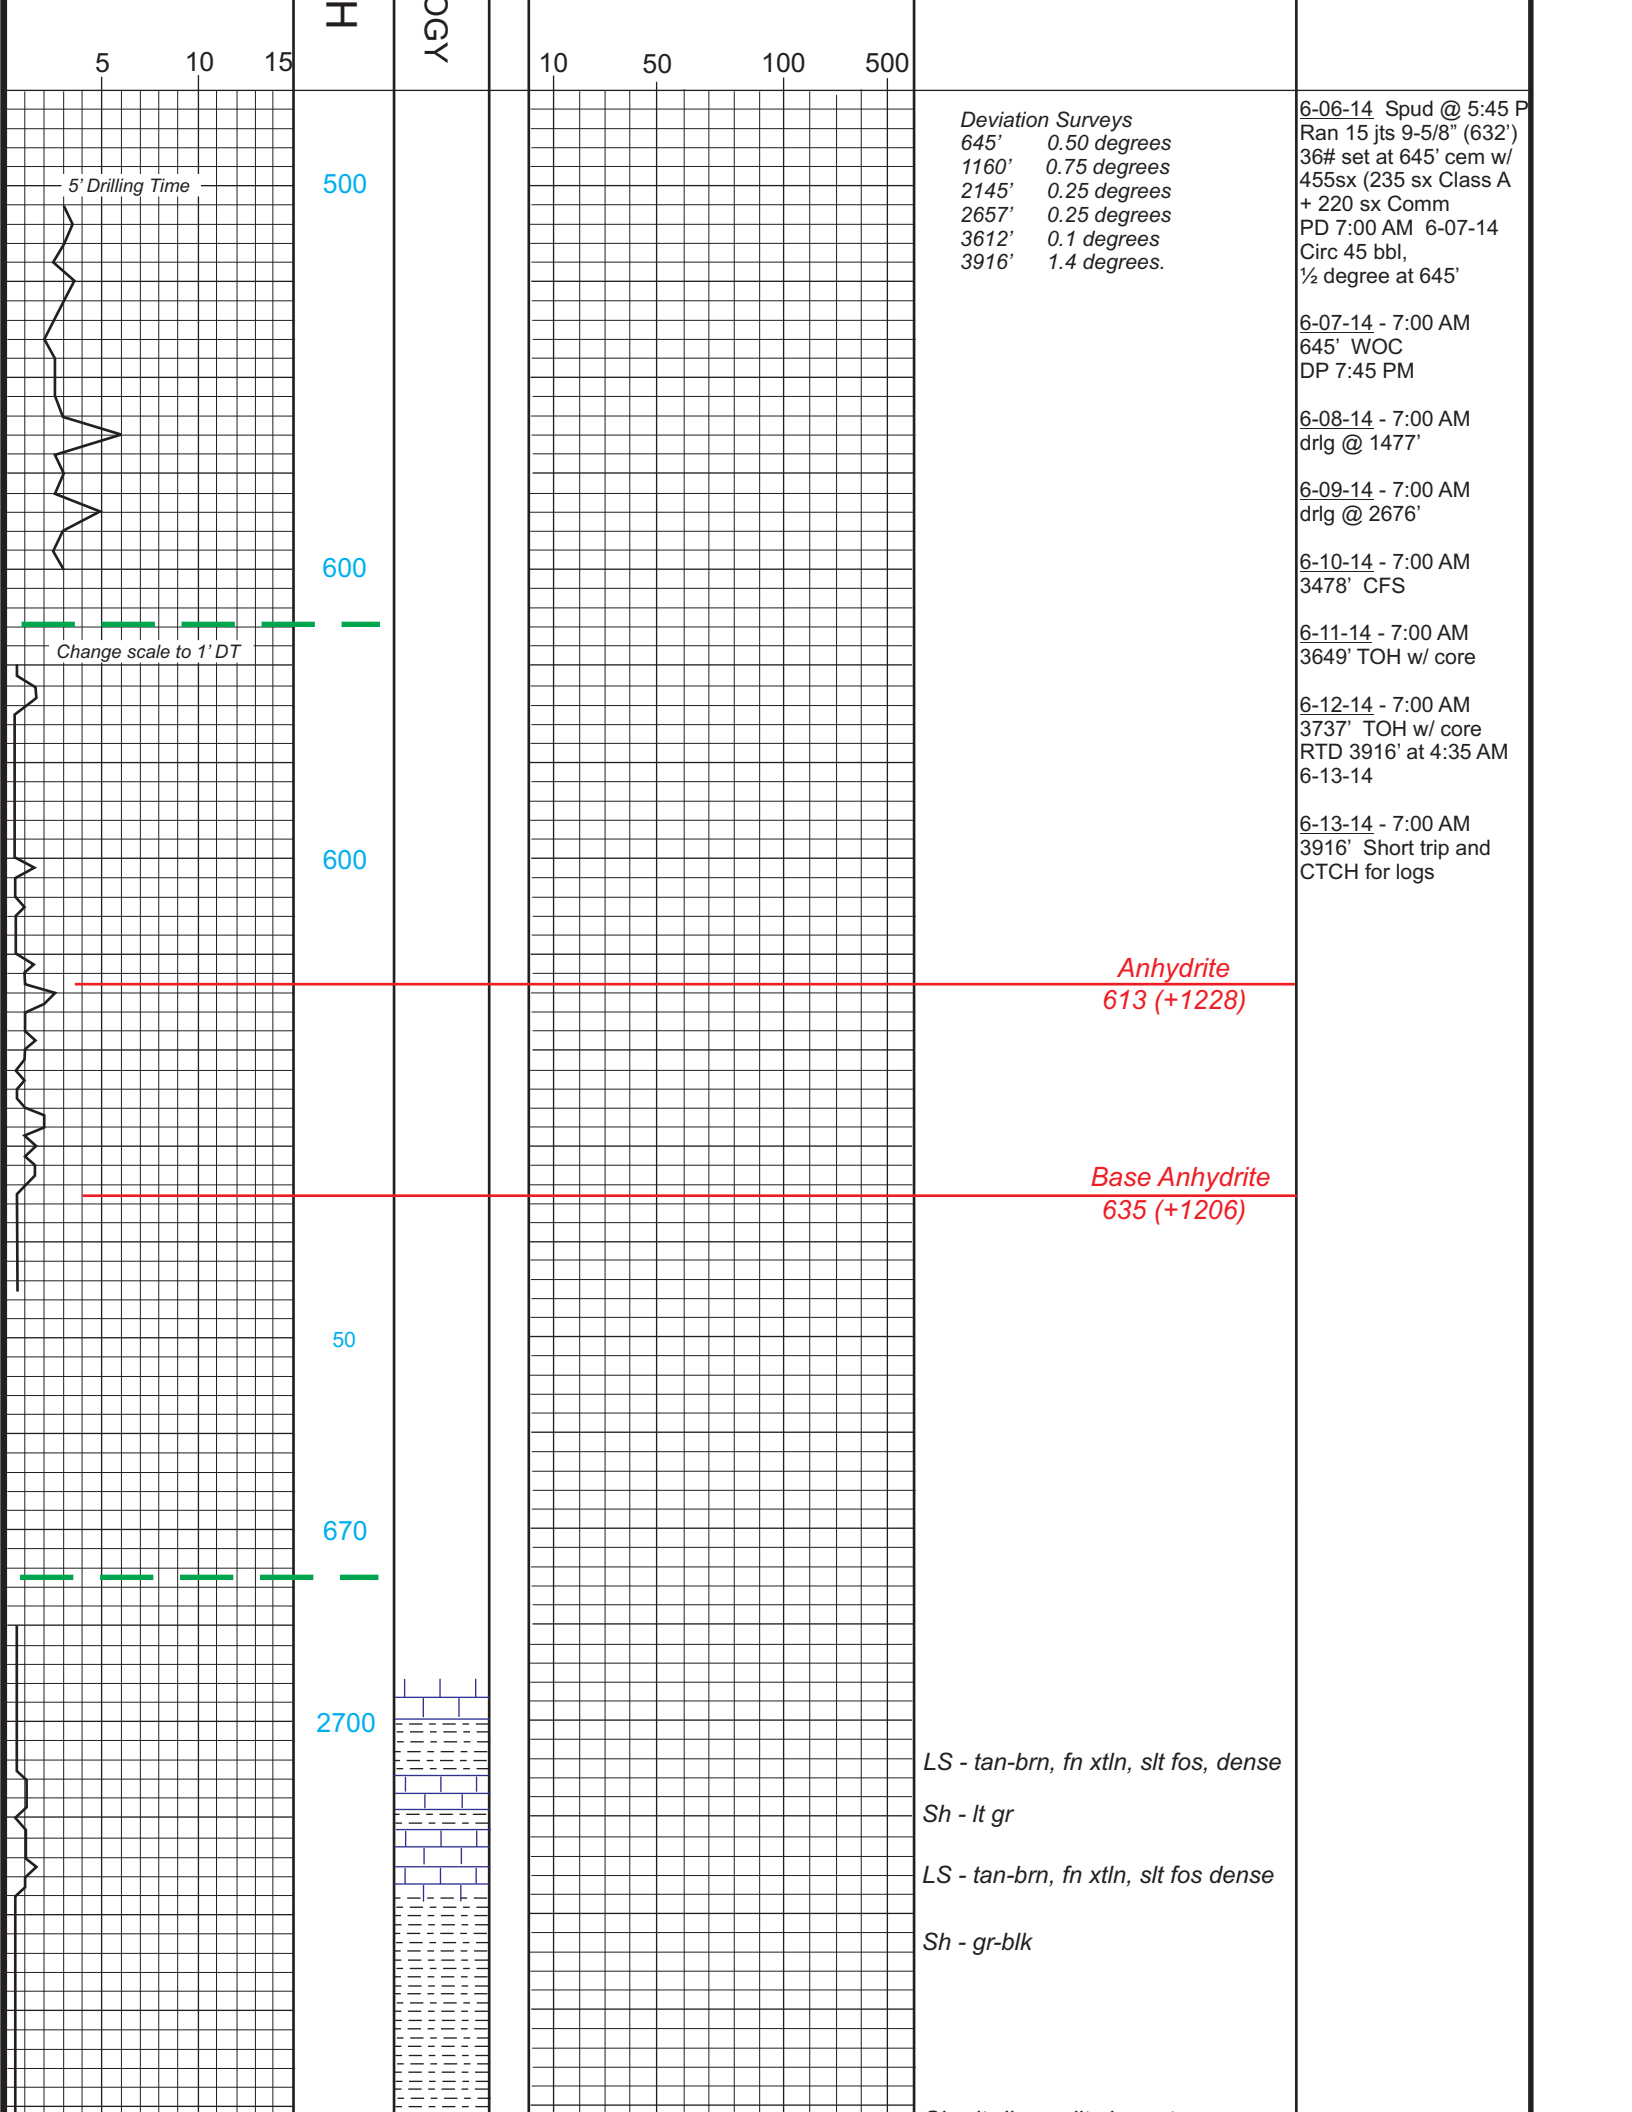 H
OGY
5 10 15
10 50 100 500
5’ Drilling Time
500
600
Change scale to 1’ DT
600
50
670
2700
Deviation Surveys
645’ 0.50 degrees
1160’ 0.75 degrees
2145’ 0.25 degrees
2657’ 0.25 degrees
3612’ 0.1 degrees
3916’ 1.4 degrees.
Anhydrite
613 (+1228)
Base Anhydrite
635 (+1206)
LS - tan-brn, fn xtln, slt fos, dense
Sh - lt gr
LS - tan-brn, fn xtln, slt fos dense
Sh - gr-blk
6-06-14 Spud @ 5:45 P
Ran 15 jts 9-5/8” (632’)
36# set at 645’ cem w/
455sx (235 sx Class A
+ 220 sx Comm
PD 7:00 AM 6-07-14
Circ 45 bbl,
½ degree at 645’
6-07-14 - 7:00 AM
645’ WOC
DP 7:45 PM
6-08-14 - 7:00 AM
drlg @ 1477’
6-09-14 - 7:00 AM
drlg @ 2676’
6-10-14 - 7:00 AM
3478’ CFS
6-11-14 - 7:00 AM
3649’ TOH w/ core
6-12-14 - 7:00 AM
3737’ TOH w/ core
RTD 3916’ at 4:35 AM
6-13-14
6-13-14 - 7:00 AM
3916’ Short trip and
CTCH for logs